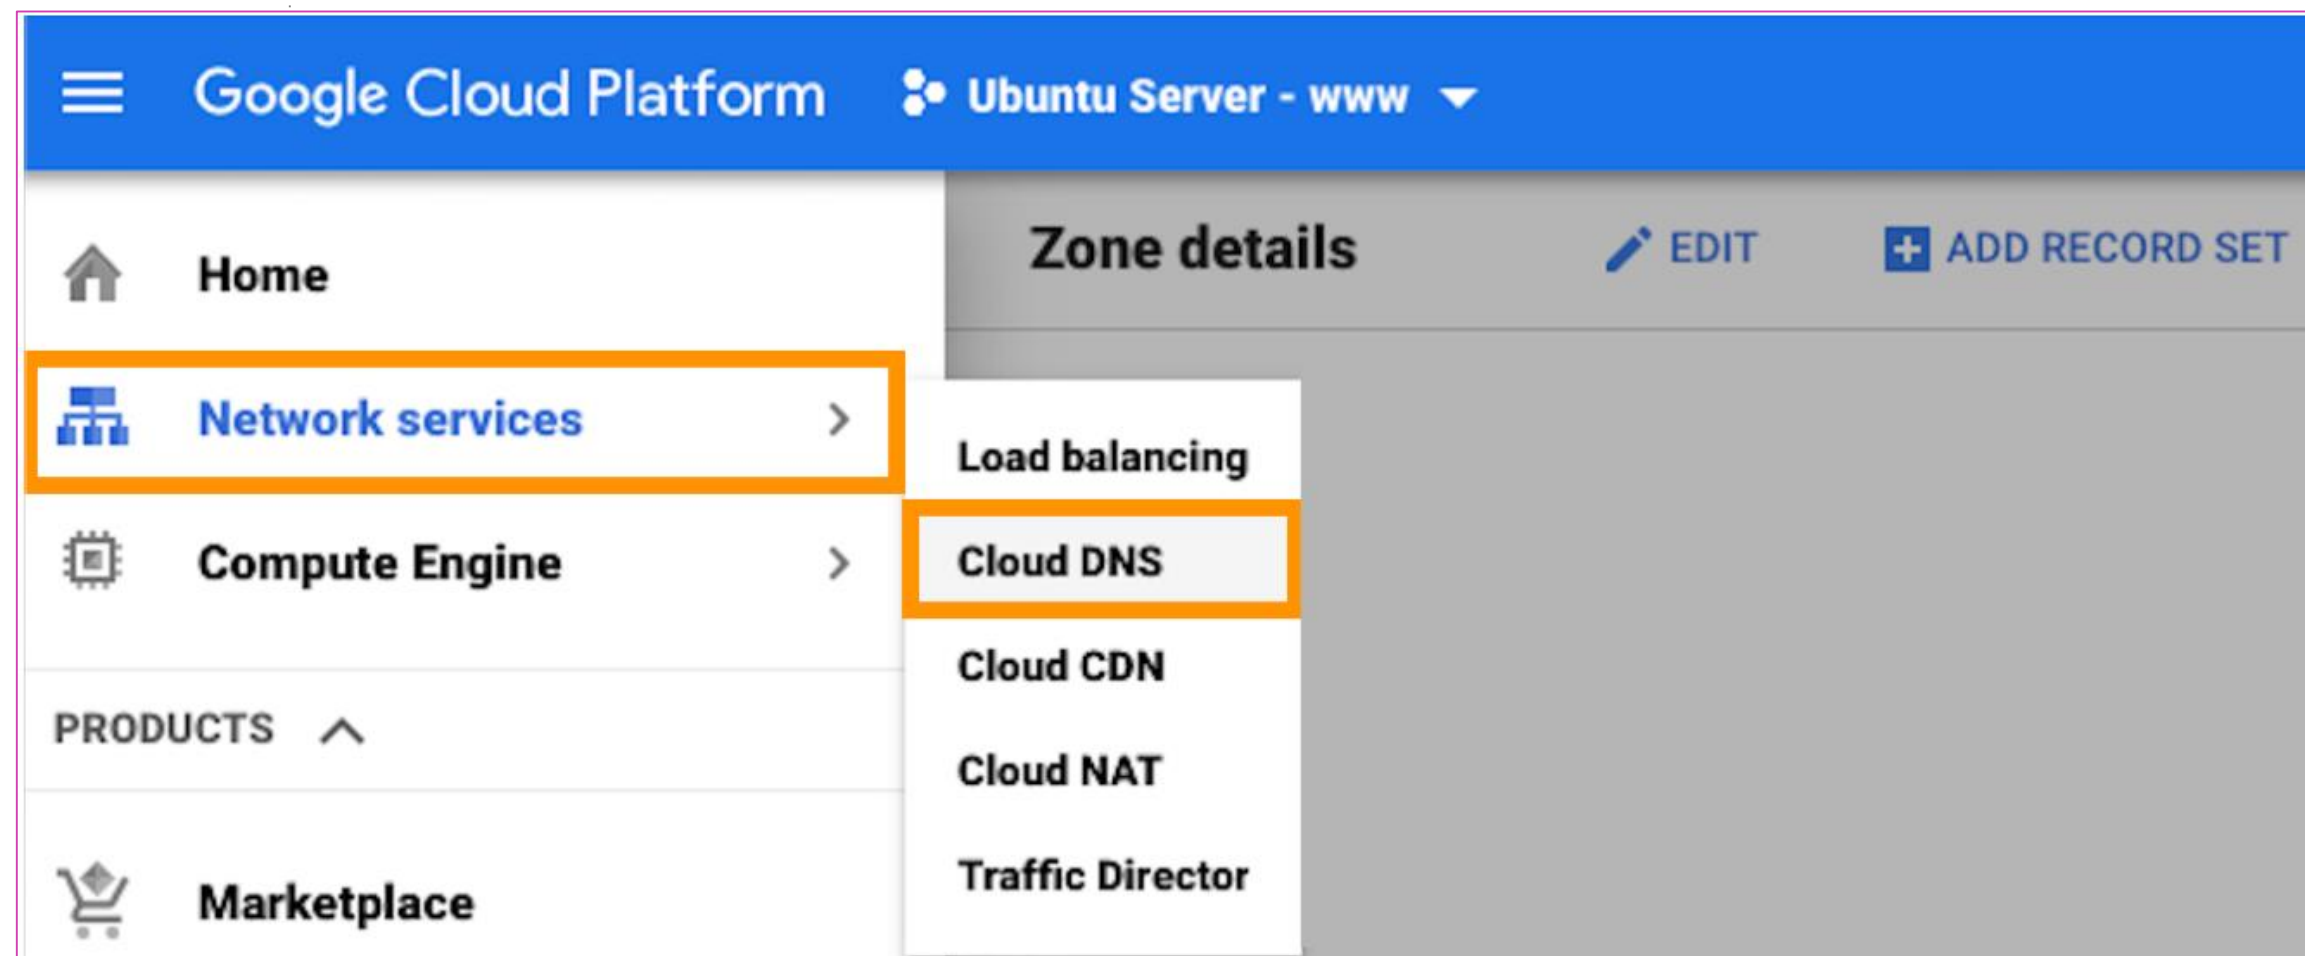 Google Cloud Platform Ubuntu Server - www
Zone details EDIT ADD RECORD SET
Home
Network services
Compute Engine
PRODUCTS
Marketplace
Load balancing
Cloud DNS
Cloud CDN
Cloud NAT
Traffic Director